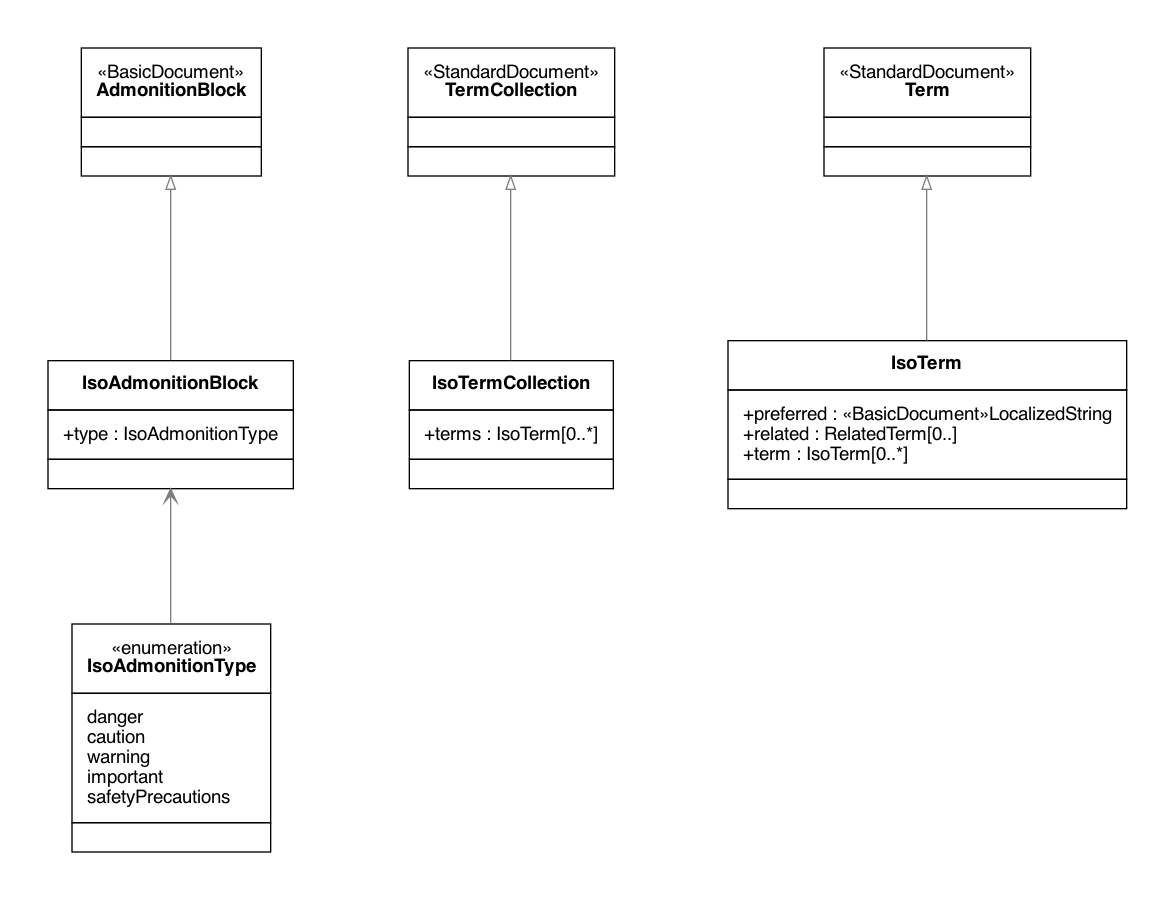 «BasicDocument»
AdmonitionBlock
«StandardDocument»
TermCollection
«StandardDocument»
Term
IsoAdmonitionBlock
+type : IsoAdmonitionType
IsoTermCollection
+terms : IsoTerm[0..*]
IsoTerm
+preferred : «BasicDocument»LocalizedString
+related : RelatedTerm[0..]
+term : IsoTerm[0..*]
«enumeration»
IsoAdmonitionType
danger
caution
warning
important
safetyPrecautions